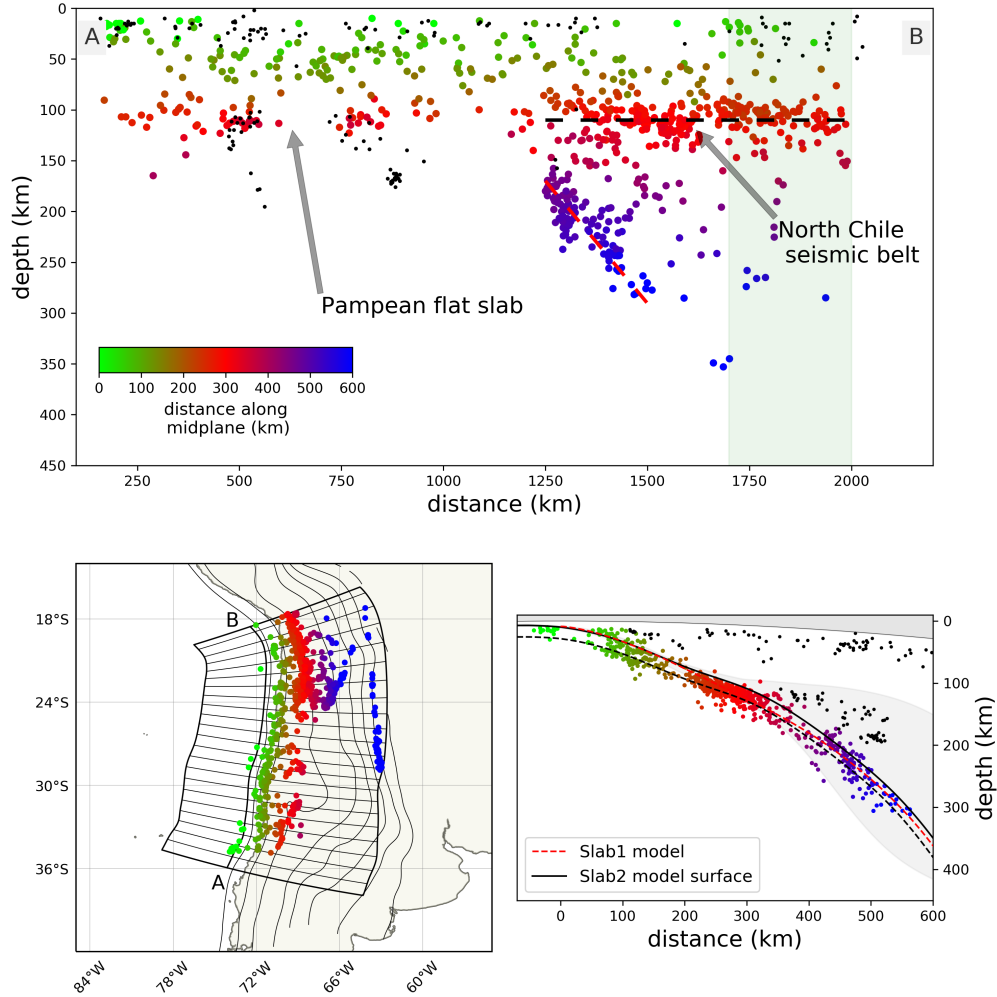 0
50
100
150
200
250
300
350
400
450
depth (km)
A
B
North Chile
seismic belt
Pampean flat slab
0 100 200 300 400 500 600
distance along
midplane (km)
250 500 750 1000 1250 1500 1750 2000
distance (km)
B
A
18°S
24°S
30°S
36°S
84°W 78°W 72°W 66°W 60°W
0
100
200
300
400
depth (km)
Slab1 model
Slab2 model surface
0 100 200 300 400 500 600
distance (km)